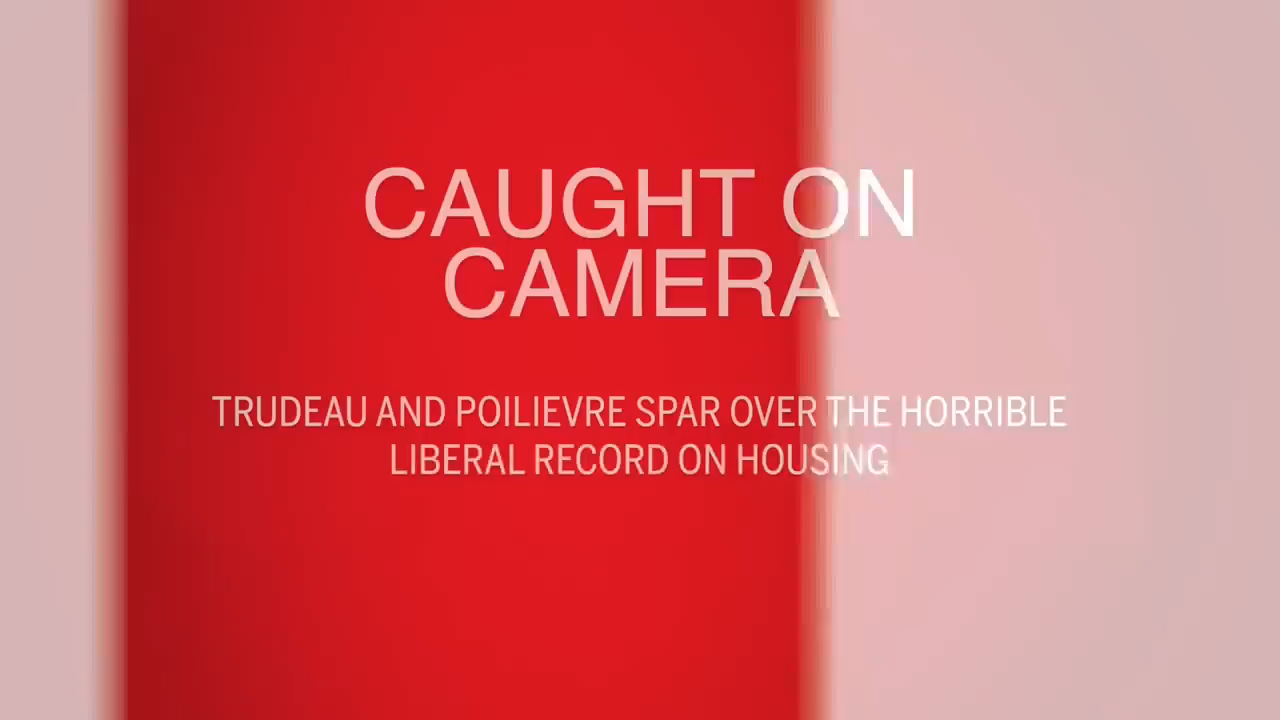 CAUGHT ON
CAMERA
TRUDEAU AND POILIEVRE SPAR OVER THE HORRIBLE
LIBERAL RECORD ON HOUSING